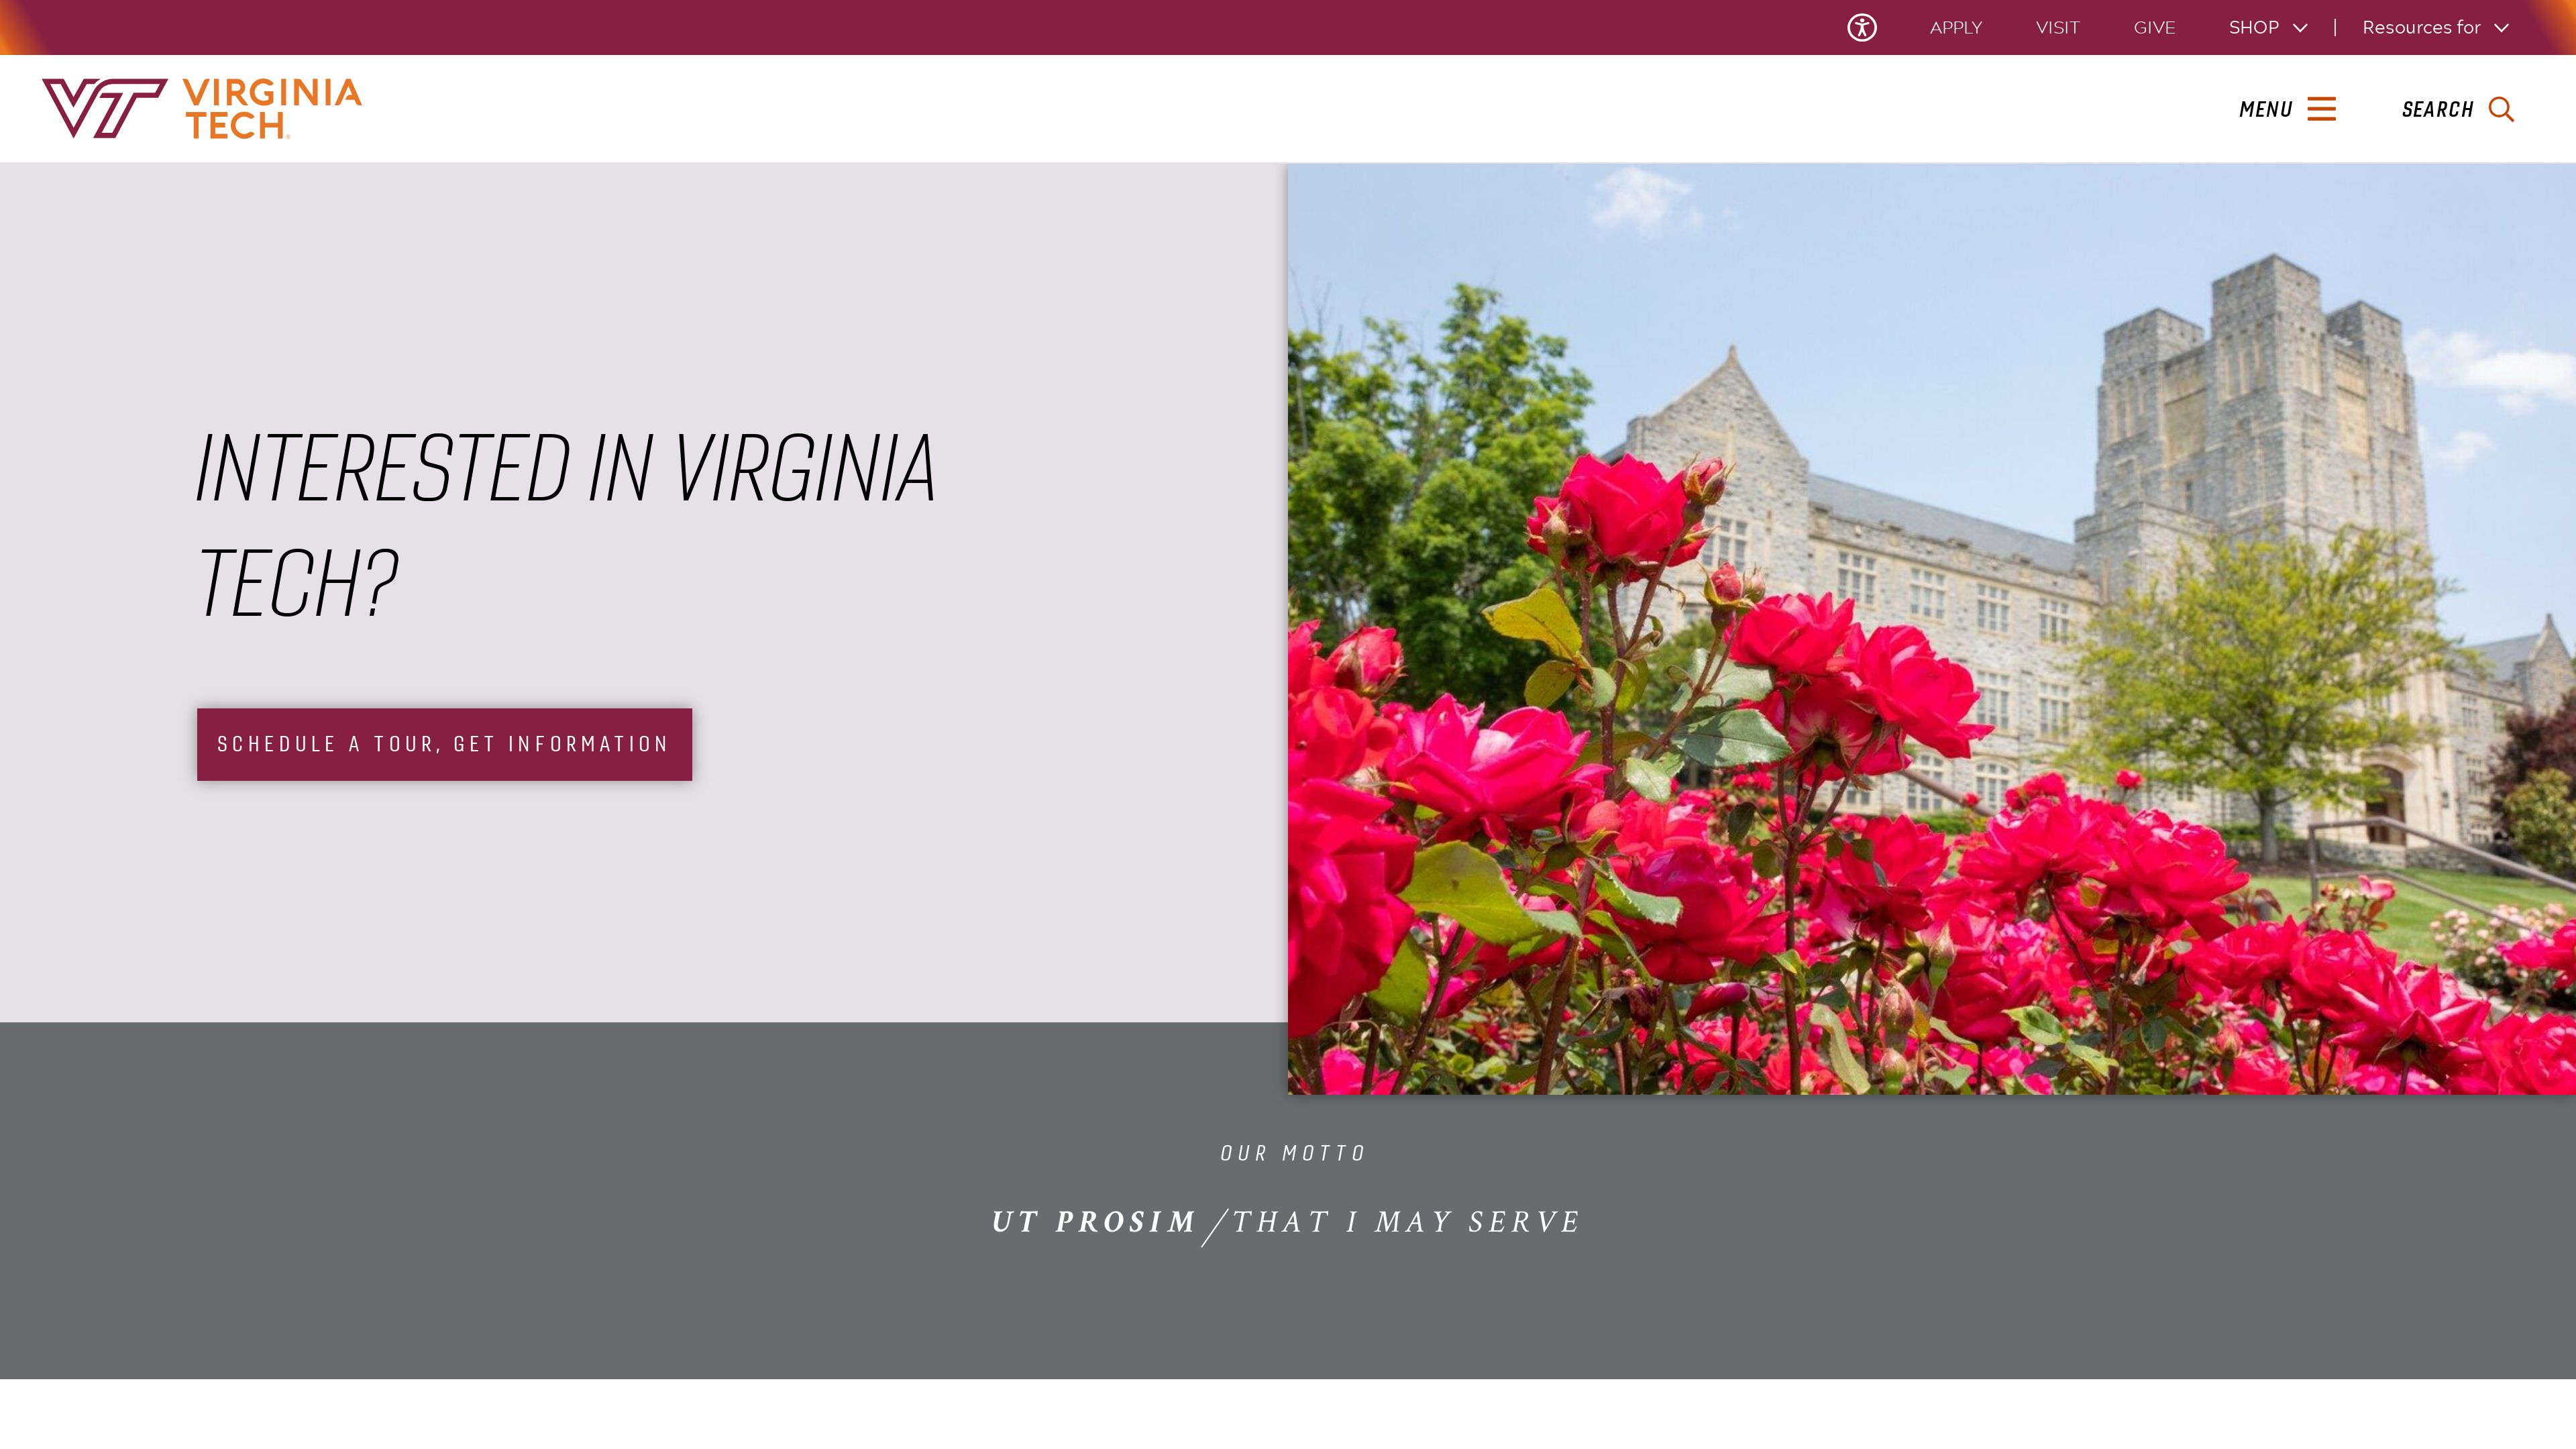 APPLY VISIT GIVE SHOP | Resources for
VT VIRGINIA
TECH
MENU SEARCH
INTERESTED IN VIRGINIA
TECH?
SCHEDULE A TOUR, GET INFORMATION
OUR MOTTO
UT PROSIM /THAT I MAY SERVE